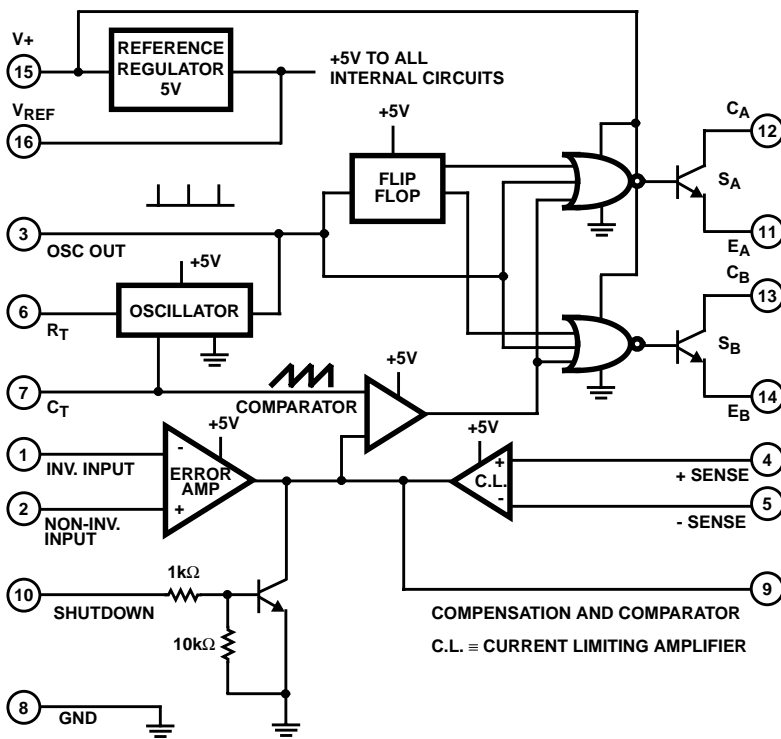 V+
15
REFERENCE
REGULATOR
5V
+5V TO ALL
INTERNAL CIRCUITS
VREF
16
+5V
FLIP
FLOP
CA
12
SA
11
EA
3
OSC OUT
+5V
6
OSCILLATOR
RT
CB
13
SB
14
EB
7
CT
COMPARATOR
+5V
1
INV. INPUT
+5V
-
ERROR
AMP
+
2
NON-INV.
INPUT
+5V
+
C.L.
-
4
+ SENSE
5
- SENSE
10
SHUTDOWN
1kΩ
10kΩ
9
COMPENSATION AND COMPARATOR
C.L. ≡ CURRENT LIMITING AMPLIFIER
8
GND